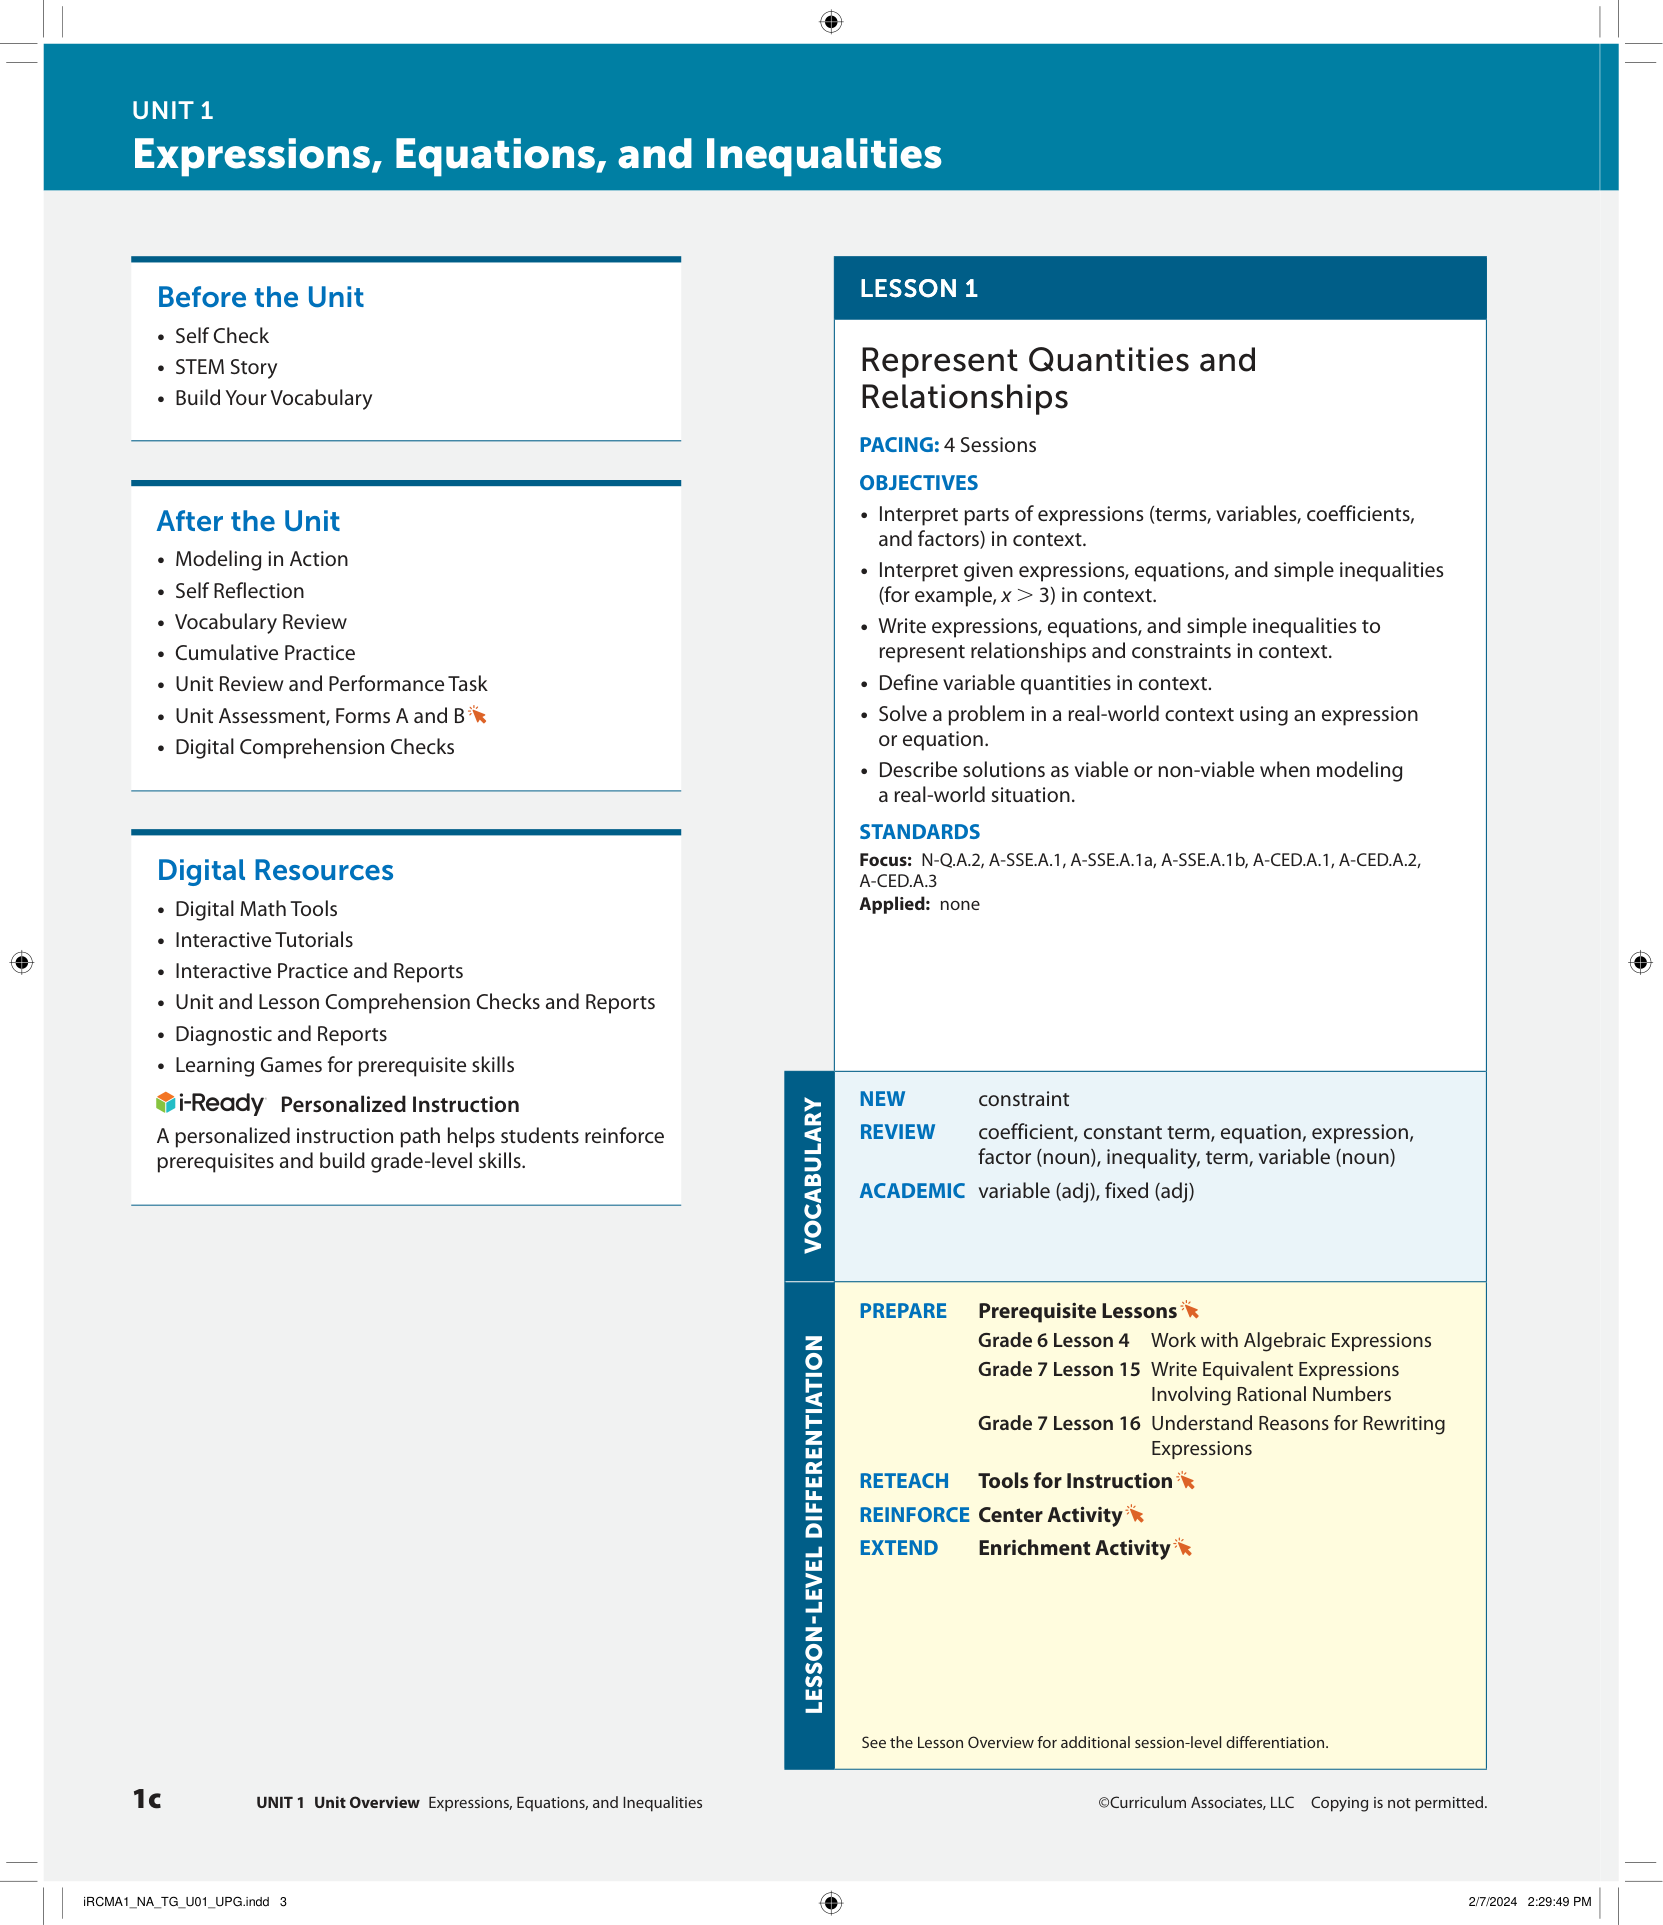 UNIT 1
Expressions, Equations, and Inequalities
Before the Unit
• Self Check
• STEM Story
• Build Your Vocabulary
After the Unit
• Modeling in Action
• Self Reflection
• Vocabulary Review
• Cumulative Practice
• Unit Review and Performance Task
• Unit Assessment, Forms A and B
• Digital Comprehension Checks
Digital Resources
• Digital Math Tools
• Interactive Tutorials
• Interactive Practice and Reports
• Unit and Lesson Comprehension Checks and Reports
• Diagnostic and Reports
• Learning Games for prerequisite skills
i-Ready Personalized Instruction
A personalized instruction path helps students reinforce
prerequisites and build grade-level skills.
LESSON 1
Represent Quantities and
Relationships
PACING: 4 Sessions
OBJECTIVES
• Interpret parts of expressions (terms, variables, coefficients,
and factors) in context.
• Interpret given expressions, equations, and simple inequalities
(for example, x > 3) in context.
• Write expressions, equations, and simple inequalities to
represent relationships and constraints in context.
• Define variable quantities in context.
• Solve a problem in a real-world context using an expression
or equation.
• Describe solutions as viable or non-viable when modeling
a real-world situation.
STANDARDS
Focus: N-Q.A.2, A-SSE.A.1, A-SSE.A.1a, A-SSE.A.1b, A-CED.A.1, A-CED.A.2,
A-CED.A.3
Applied: none
VOCABULARY
NEW constraint
REVIEW coefficient, constant term, equation, expression,
factor (noun), inequality, term, variable (noun)
ACADEMIC variable (adj), fixed (adj)
LESSON-LEVEL DIFFERENTIATION
PREPARE Prerequisite Lessons
Grade 6 Lesson 4 Work with Algebraic Expressions
Grade 7 Lesson 15 Write Equivalent Expressions
Involving Rational Numbers
Grade 7 Lesson 16 Understand Reasons for Rewriting
Expressions
RETEACH Tools for Instruction
REINFORCE Center Activity
EXTEND Enrichment Activity
See the Lesson Overview for additional session-level differentiation.
1c UNIT 1 Unit Overview Expressions, Equations, and Inequalities
©Curriculum Associates, LLC Copying is not permitted.
iRCMA1_NA_TG_U01_UPG.indd 3
2/7/2024 2:29:49 PM